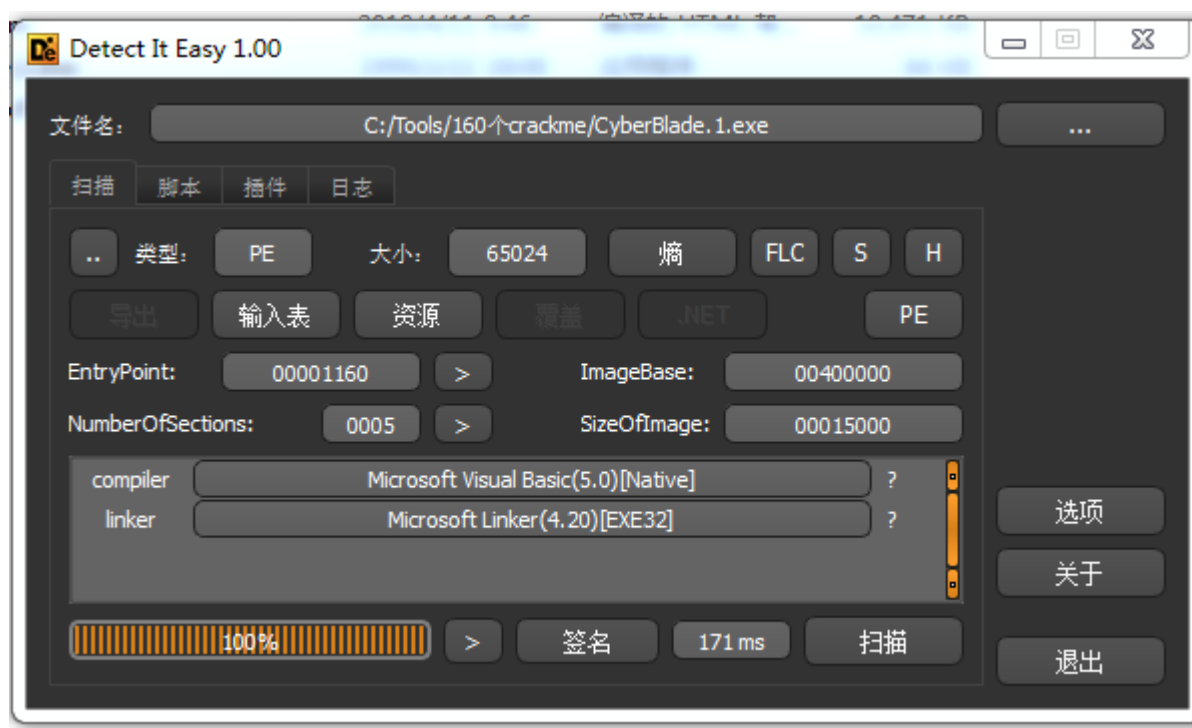 Detect It Easy 1.00
文件名: C:/Tools/160个crackme/CyberBlade.1.exe ...
扫描 脚本 插件 日志
.. 类型: PE 大小: 65024 熵 FLC S H
导出 输入表 资源 覆盖 .NET PE
EntryPoint: 00001160 > ImageBase: 00400000
NumberOfSections: 0005 > SizeOfImage: 00015000
compiler Microsoft Visual Basic(5.0)[Native] ?
linker Microsoft Linker(4.20)[EXE32] ?
选项
关于
100% > 签名 171 ms 扫描
退出